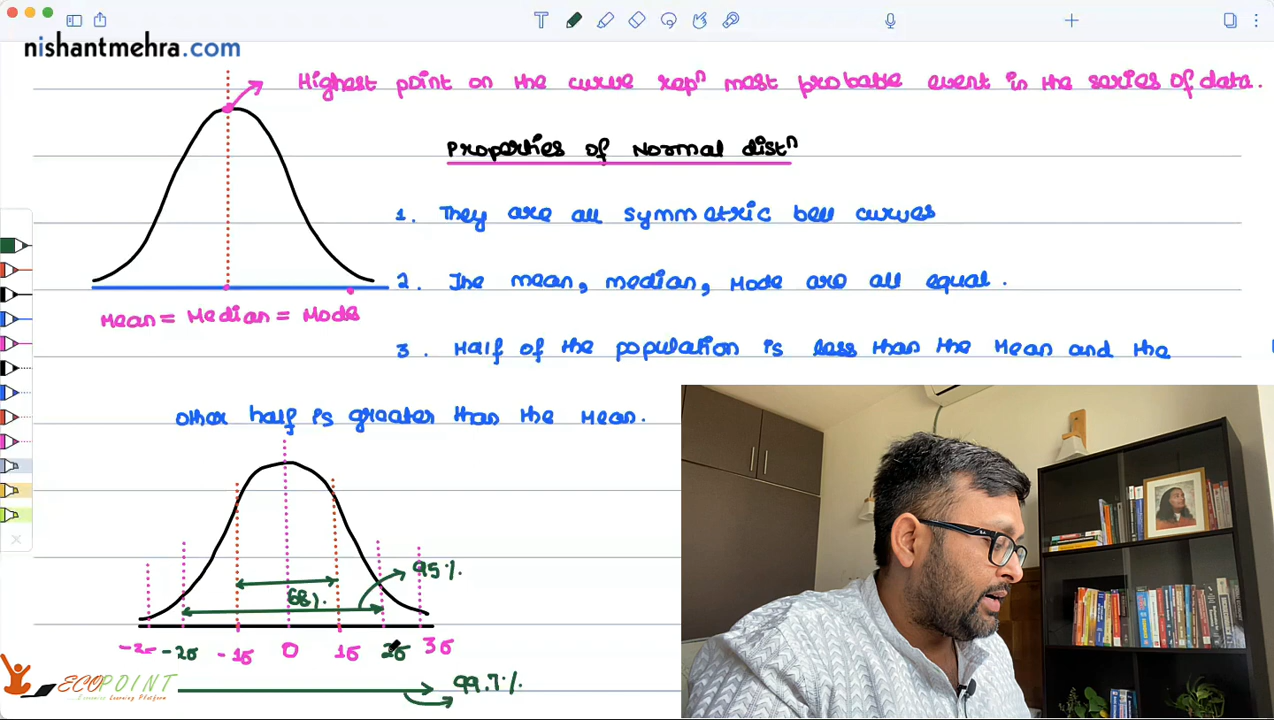 nishantmehra.com
Highest point on the curve repⁿ most probable event in the series of data.
Properties of Normal distⁿ
1. They are all symmetric bell curves
2. The mean, median, Mode are all equal.
Mean = Median = Mode
3. Half of the population is less than the Mean and the
other half is greater than the Mean.
95%.
68%
-2σ -1σ 0 1σ 2σ 3σ
ECOPOINT
99.7%